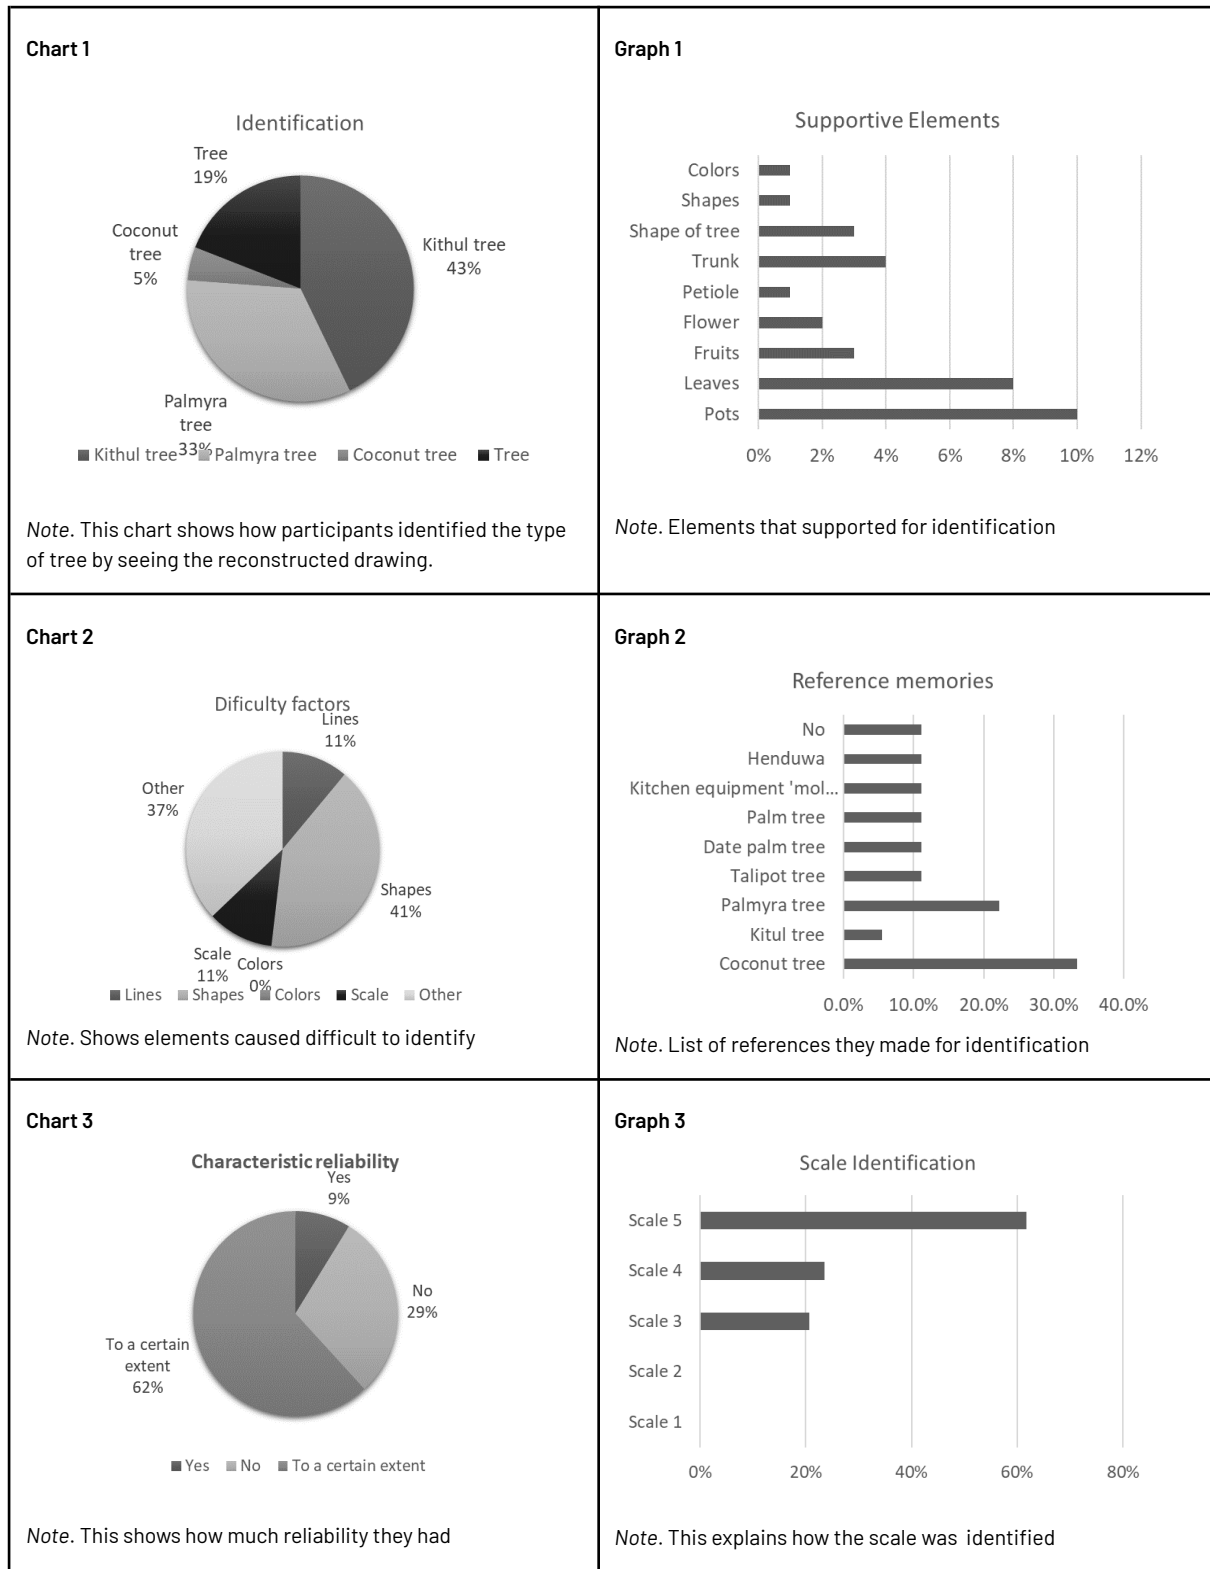 Chart 1
Identification
Tree
19%
Coconut
tree
5%
Kithul tree
43%
Palmyra
tree
33%
Kithul tree Palmyra tree Coconut tree Tree
Note. This chart shows how participants identified the type
of tree by seeing the reconstructed drawing.
Graph 1
Supportive Elements
Colors
Shapes
Shape of tree
Trunk
Petiole
Flower
Fruits
Leaves
Pots
0% 2% 4% 6% 8% 10% 12%
Note. Elements that supported for identification
Chart 2
Dificulty factors
Lines
11%
Other
37%
Shapes
41%
Scale
11%
Colors
0%
Lines Shapes Colors Scale Other
Note. Shows elements caused difficult to identify
Graph 2
Reference memories
No
Henduwa
Kitchen equipment 'mol...
Palm tree
Date palm tree
Talipot tree
Palmyra tree
Kitul tree
Coconut tree
0.0% 10.0% 20.0% 30.0% 40.0%
Note. List of references they made for identification
Chart 3
Characteristic reliability
Yes
9%
No
29%
To a certain
extent
62%
Yes No To a certain extent
Note. This shows how much reliability they had
Graph 3
Scale Identification
Scale 5
Scale 4
Scale 3
Scale 2
Scale 1
0% 20% 40% 60% 80%
Note. This explains how the scale was identified